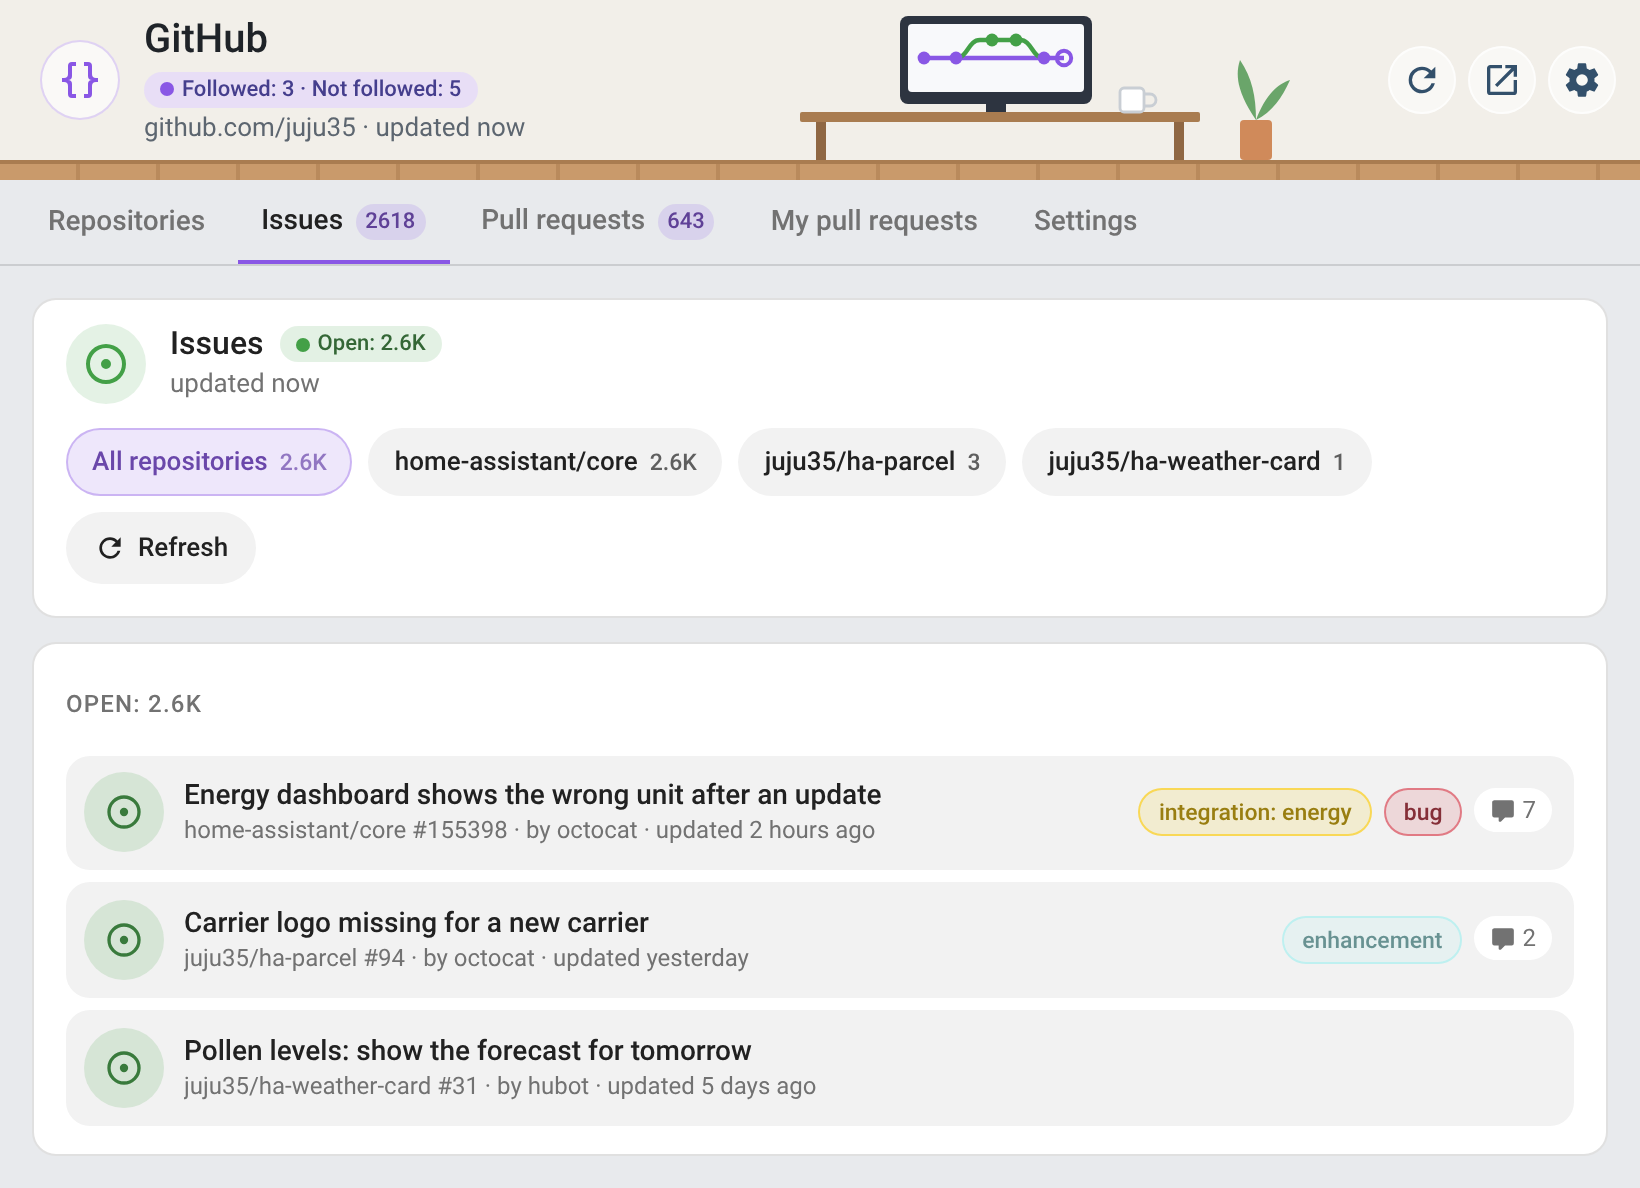 GitHub
Followed: 3 · Not followed: 5
github.com/juju35 · updated now
Repositories
Issues 2618
Pull requests 643
My pull requests
Settings
Issues
Open: 2.6K
updated now
All repositories 2.6K
home-assistant/core 2.6K
juju35/ha-parcel 3
juju35/ha-weather-card 1
Refresh
OPEN: 2.6K
Energy dashboard shows the wrong unit after an update
home-assistant/core #155398 · by octocat · updated 2 hours ago
integration: energy
bug
7
Carrier logo missing for a new carrier
juju35/ha-parcel #94 · by octocat · updated yesterday
enhancement
2
Pollen levels: show the forecast for tomorrow
juju35/ha-weather-card #31 · by hubot · updated 5 days ago